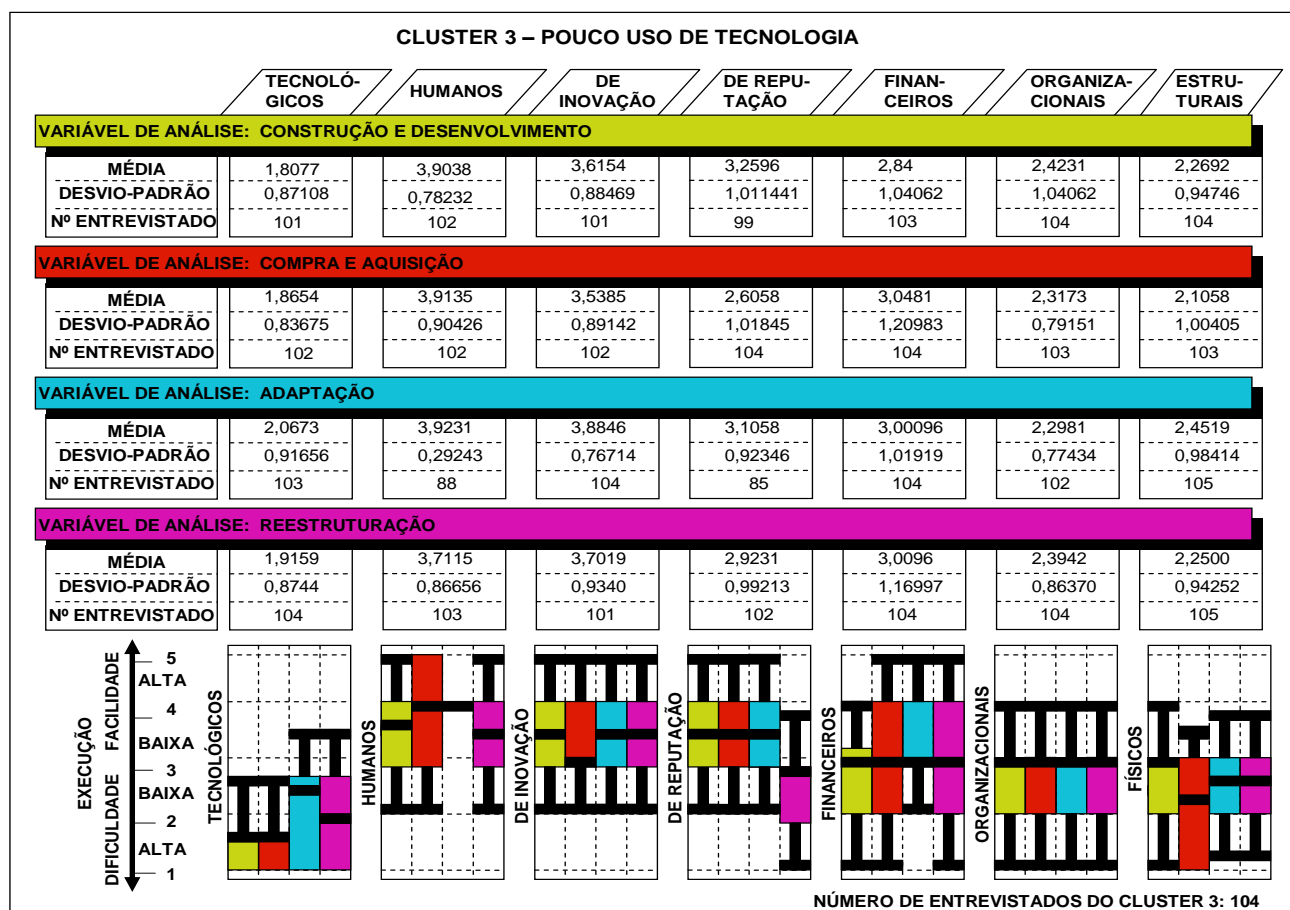 CLUSTER 3 – POUCO USO DE TECNOLOGIA
TECNOLÓ-
GICOS
HUMANOS
DE
INOVAÇÃO
DE REPU-
TAÇÃO
FINAN-
CEIROS
ORGANIZA-
CIONAIS
ESTRU-
TURAIS
VARIÁVEL DE ANÁLISE: CONSTRUÇÃO E DESENVOLVIMENTO
MÉDIA 1,8077 3,9038 3,6154 3,2596 2,84 2,4231 2,2692
DESVIO-PADRÃO 0,87108 0,78232 0,88469 1,011441 1,04062 1,04062 0,94746
Nº ENTREVISTADO 101 102 101 99 103 104 104
VARIÁVEL DE ANÁLISE: COMPRA E AQUISIÇÃO
MÉDIA 1,8654 3,9135 3,5385 2,6058 3,0481 2,3173 2,1058
DESVIO-PADRÃO 0,83675 0,90426 0,89142 1,01845 1,20983 0,79151 1,00405
Nº ENTREVISTADO 102 102 102 104 104 103 103
VARIÁVEL DE ANÁLISE: ADAPTAÇÃO
MÉDIA 2,0673 3,9231 3,8846 3,1058 3,00096 2,2981 2,4519
DESVIO-PADRÃO 0,91656 0,29243 0,76714 0,92346 1,01919 0,77434 0,98414
Nº ENTREVISTADO 103 88 104 85 104 102 105
VARIÁVEL DE ANÁLISE: REESTRUTURAÇÃO
MÉDIA 1,9159 3,7115 3,7019 2,9231 3,0096 2,3942 2,2500
DESVIO-PADRÃO 0,8744 0,86656 0,9340 0,99213 1,16997 0,86370 0,94252
Nº ENTREVISTADO 104 103 101 102 104 104 105
EXECUÇÃO
DIFICULDADE FACILIDADE
5
ALTA
4
BAIXA
3
BAIXA
2
ALTA
1
TECNOLÓGICOS
HUMANOS
DE INOVAÇÃO
DE REPUTAÇÃO
FINANCEIROS
ORGANIZACIONAIS
FÍSICOS
NÚMERO DE ENTREVISTADOS DO CLUSTER 3: 104